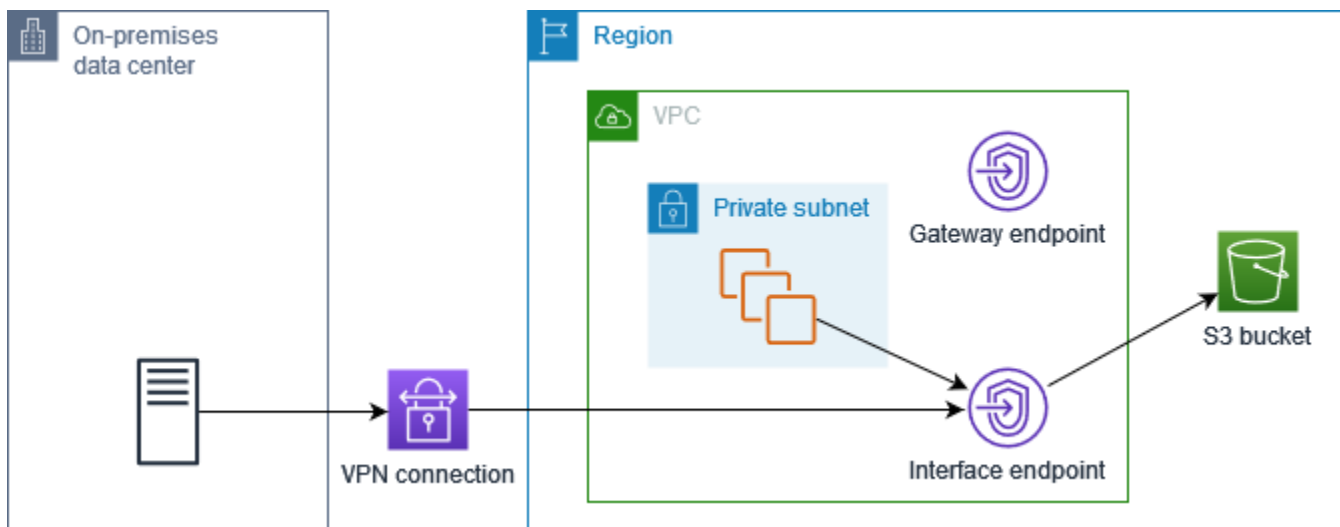 On-premises
data center
Region
VPC
Private subnet
Gateway endpoint
S3 bucket
VPN connection
Interface endpoint